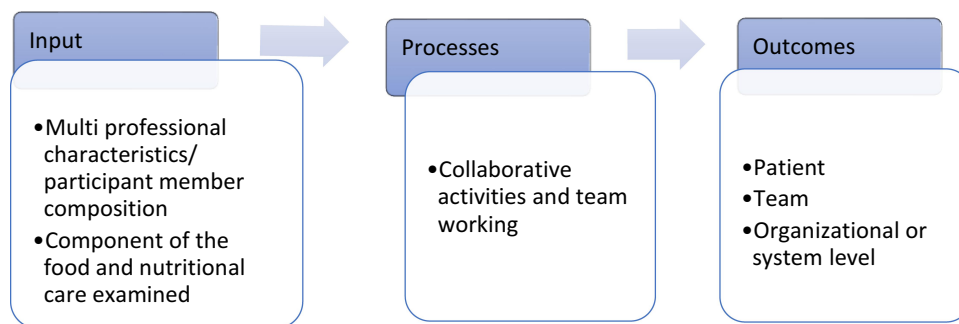 Input
•Multi professional
characteristics/
participant member
composition
•Component of the
food and nutritional
care examined
Processes
•Collaborative
activities and team
working
Outcomes
•Patient
•Team
•Organizational or
system level